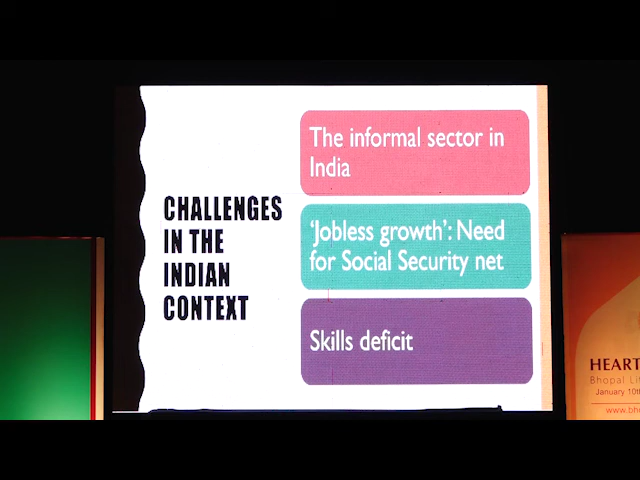 CHALLENGES
IN THE
INDIAN
CONTEXT
The informal sector in
India
'Jobless growth': Need
for Social Security net
Skills deficit
HEART
Bhopal Li
January 10th
www.bh